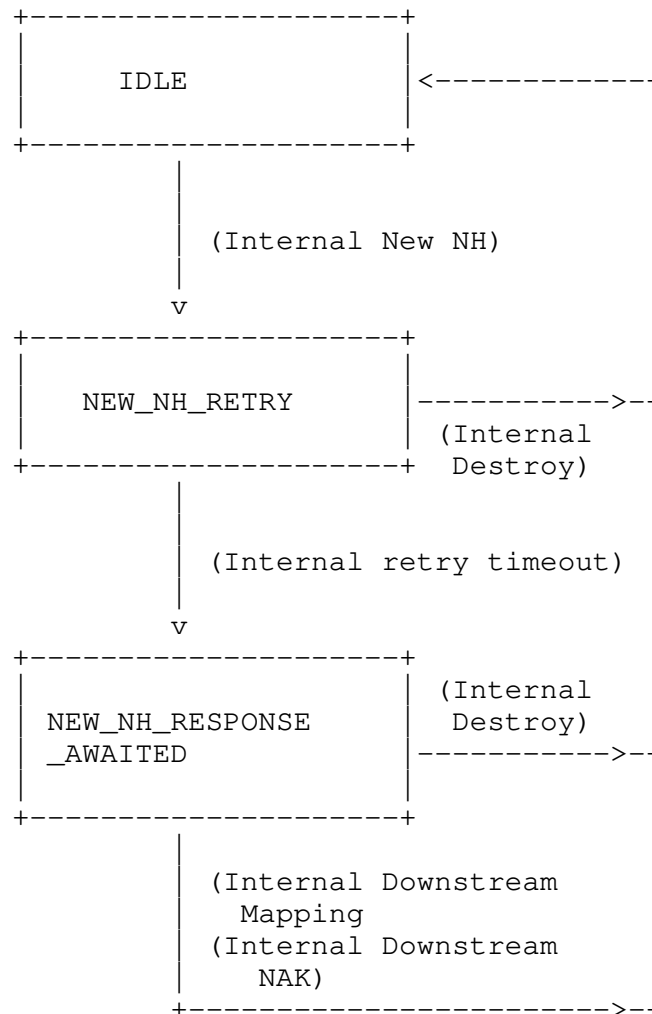 IDLE
(Internal New NH)
v
NEW_NH_RETRY
(Internal
Destroy)
(Internal retry timeout)
v
(Internal
NEW_NH_RESPONSE Destroy)
_AWAITED
(Internal Downstream
Mapping
(Internal Downstream
NAK)